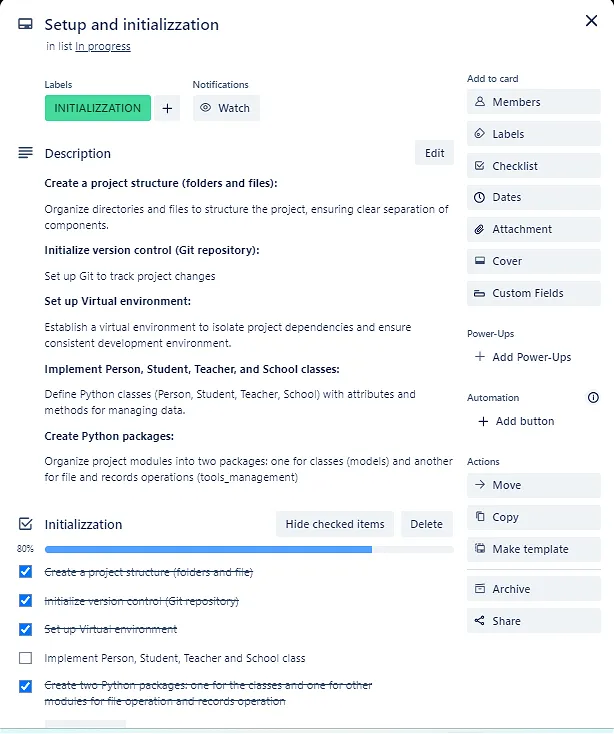 Setup and initializzation
in list In progress
Labels
Notifications
INITIALIZZATION
+
Watch
Description
Edit
Create a project structure (folders and files):
Organize directories and files to structure the project, ensuring clear separation of
components.
Initialize version control (Git repository):
Set up Git to track project changes
Set up Virtual environment:
Establish a virtual environment to isolate project dependencies and ensure
consistent development environment.
Implement Person, Student, Teacher, and School classes:
Define Python classes (Person, Student, Teacher, School) with attributes and
methods for managing data.
Create Python packages:
Organize project modules into two packages: one for classes (models) and another
for file and records operations (tools_management)
Initializzation
Hide checked items
Delete
80%
Create a project structure (folders and file)
Initialize version control (Git repository)
Set up Virtual environment
Implement Person, Student, Teacher and School class
Create two Python packages: one for the classes and one for other
modules for file operation and records operation
Add to card
Members
Labels
Checklist
Dates
Attachment
Cover
Custom Fields
Power-Ups
+ Add Power-Ups
Automation
+ Add button
Actions
Move
Copy
Make template
Archive
Share